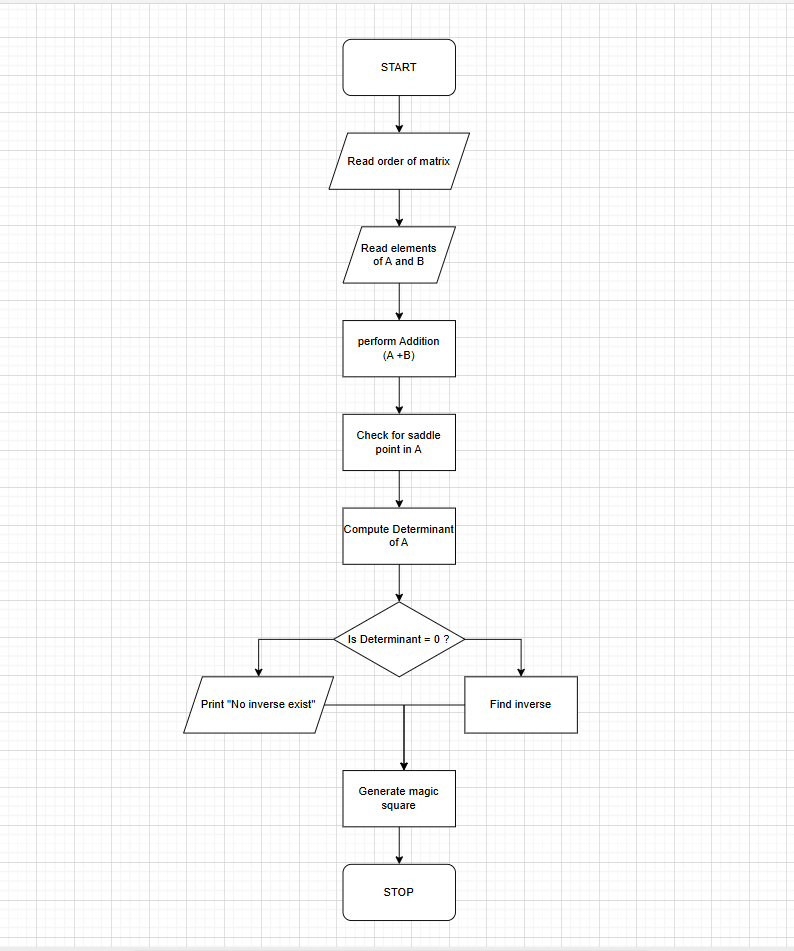 START
Read order of matrix
Read elements
of A and B
perform Addition
(A +B)
Check for saddle
point in A
Compute Determinant
of A
Is Determinant = 0 ?
Print "No inverse exist"
Find inverse
Generate magic
square
STOP